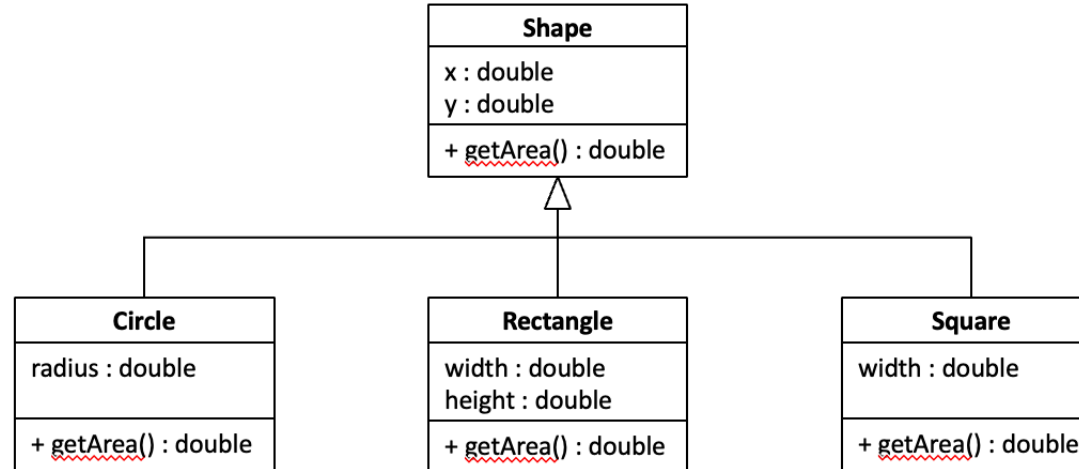 Shape
x : double
y : double
+ getArea() : double
Circle
radius : double
+ getArea() : double
Rectangle
width : double
height : double
+ getArea() : double
Square
width : double
+ getArea() : double